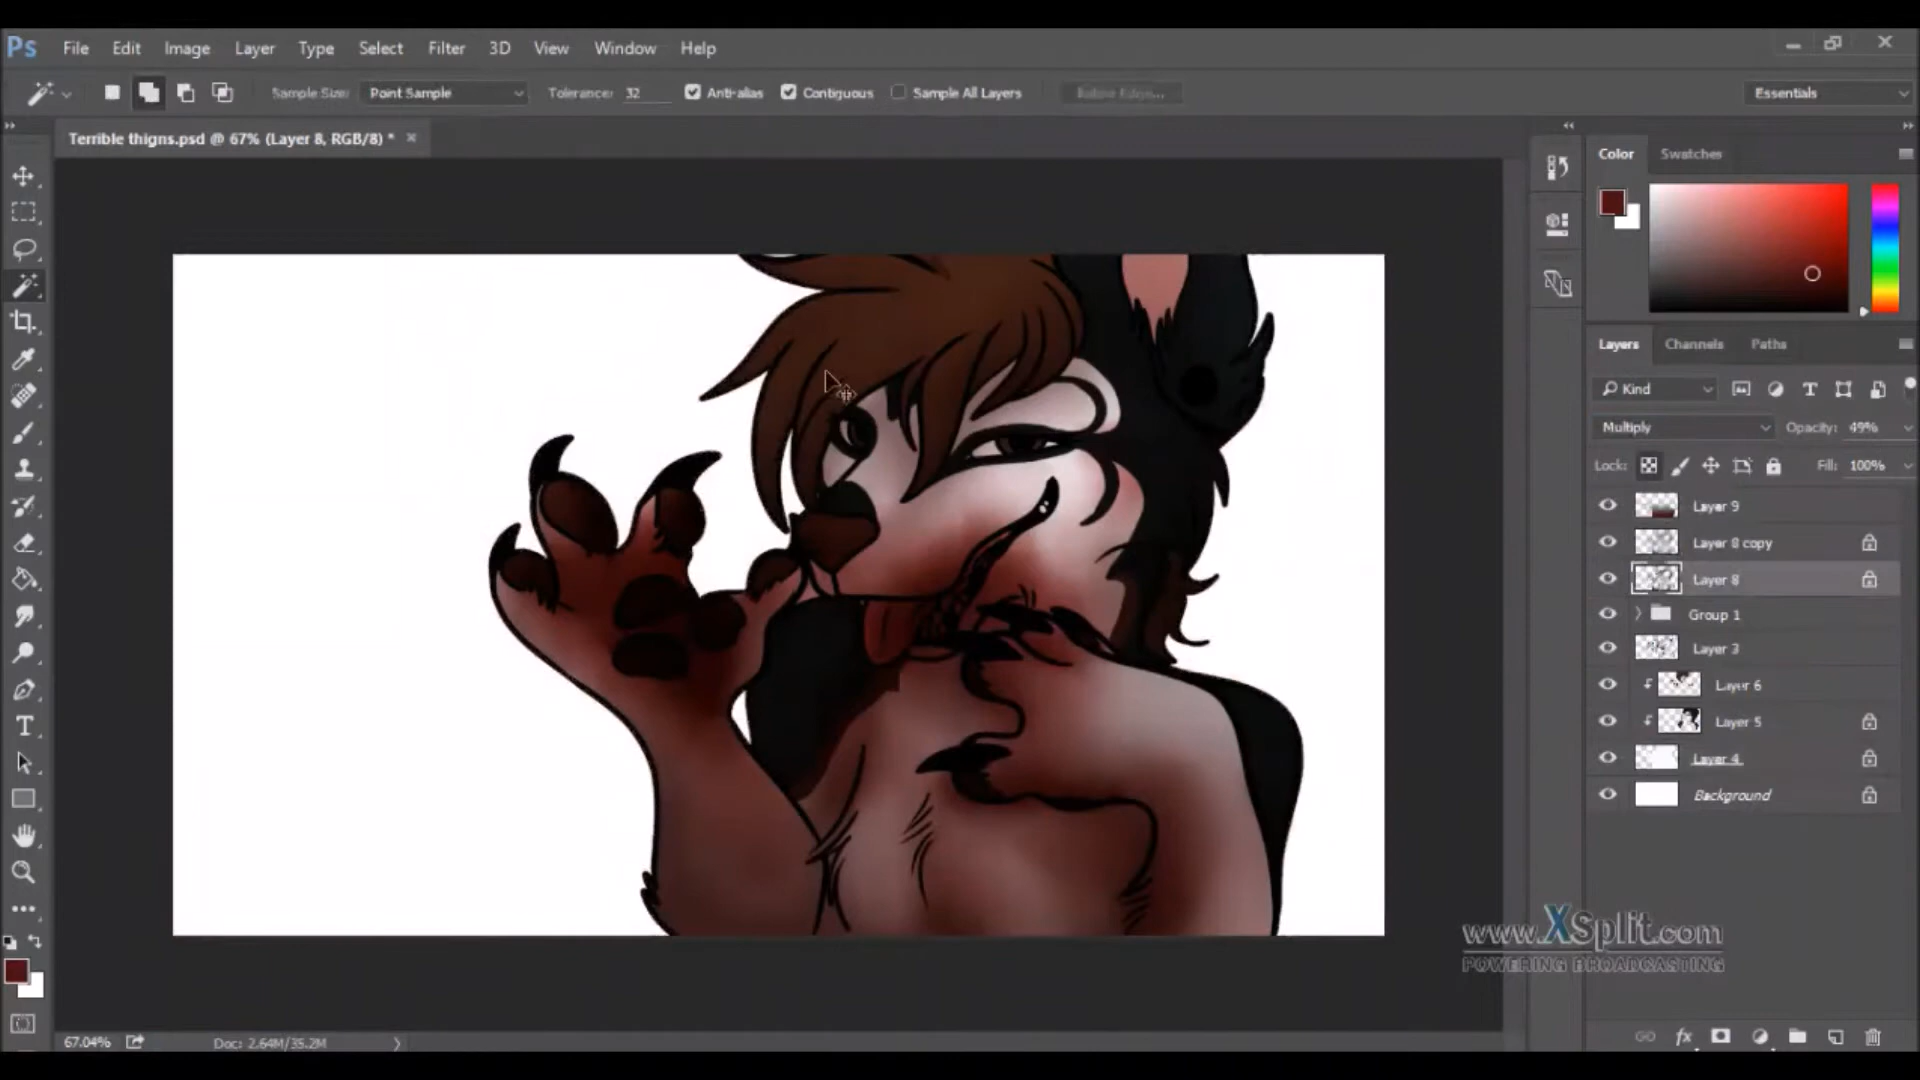 Ps File Edit Image Layer Type Select Filter 3D View Window Help
Sample Size: Point Sample Tolerance: 32 Anti-alias Contiguous Sample All Layers Refine Edge... Essentials
Terrible thigns.psd @ 67% (Layer 8, RGB/8) *
Color Swatches
Layers Channels Paths
Kind
Multiply Opacity: 49%
Lock: Fill: 100%
Layer 9
Layer 8 copy
Layer 8
Group 1
Layer 3
Layer 6
Layer 5
Layer 4
Background
www.XSplit.com
POWERING BROADCASTING
67.04% Doc: 2.64M/35.2M
fx